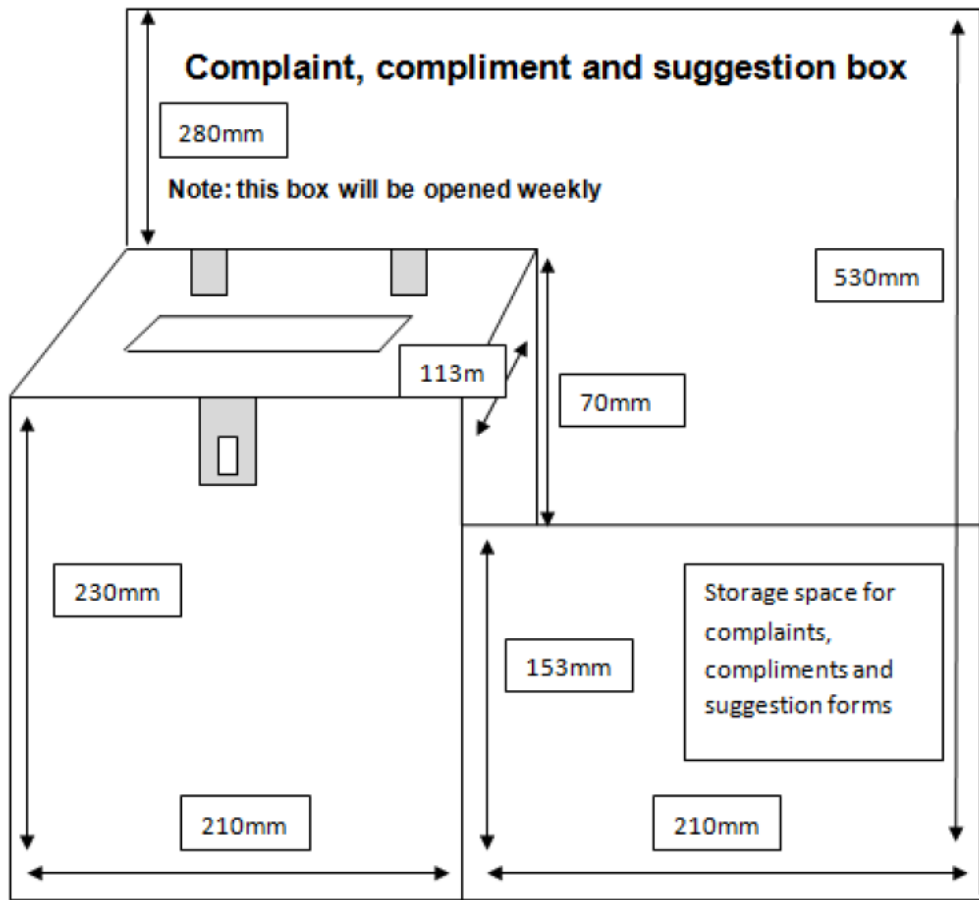 Complaint, compliment and suggestion box
280mm
Note: this box will be opened weekly
530mm
113m
70mm
230mm
153mm
Storage space for
complaints,
compliments and
suggestion forms
210mm
210mm